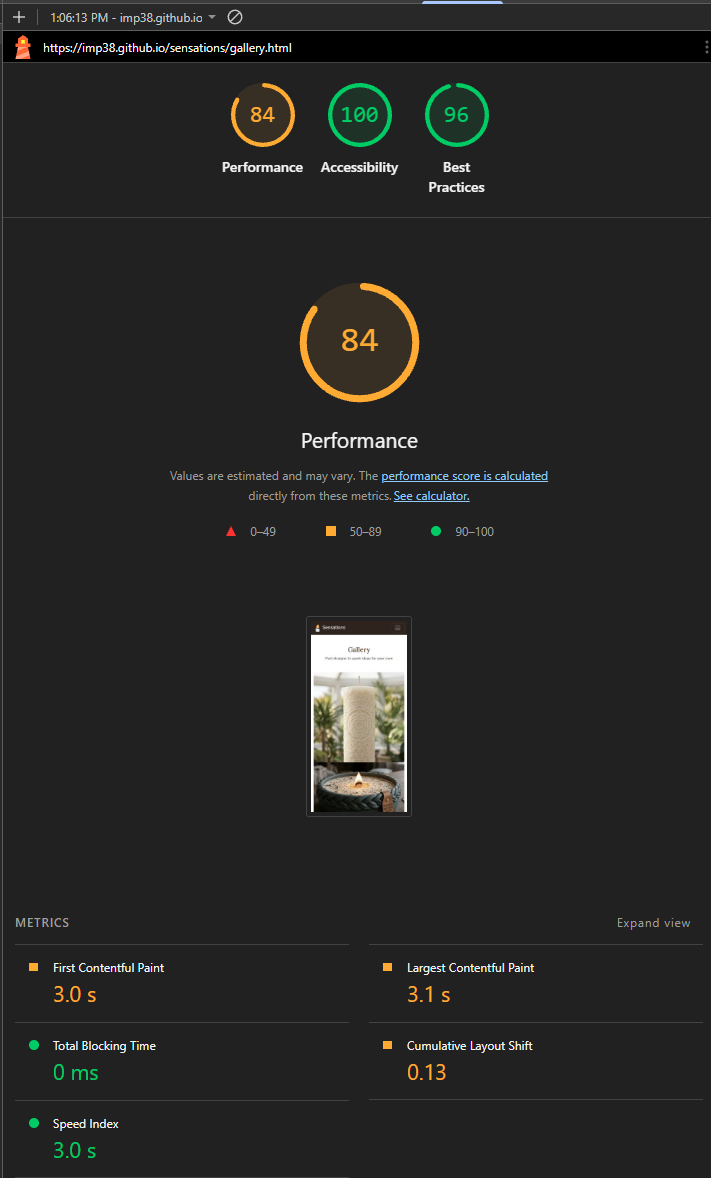 1:06:13 PM - imp38.github.io
https://imp38.github.io/sensations/gallery.html
84
100
96
Performance
Accessibility
Best
Practices
84
Performance
Values are estimated and may vary. The performance score is calculated
directly from these metrics. See calculator.
0–49
50–89
90–100
Sensations
Gallery
METRICS
Expand view
First Contentful Paint
3.0 s
Largest Contentful Paint
3.1 s
Total Blocking Time
0 ms
Cumulative Layout Shift
0.13
Speed Index
3.0 s